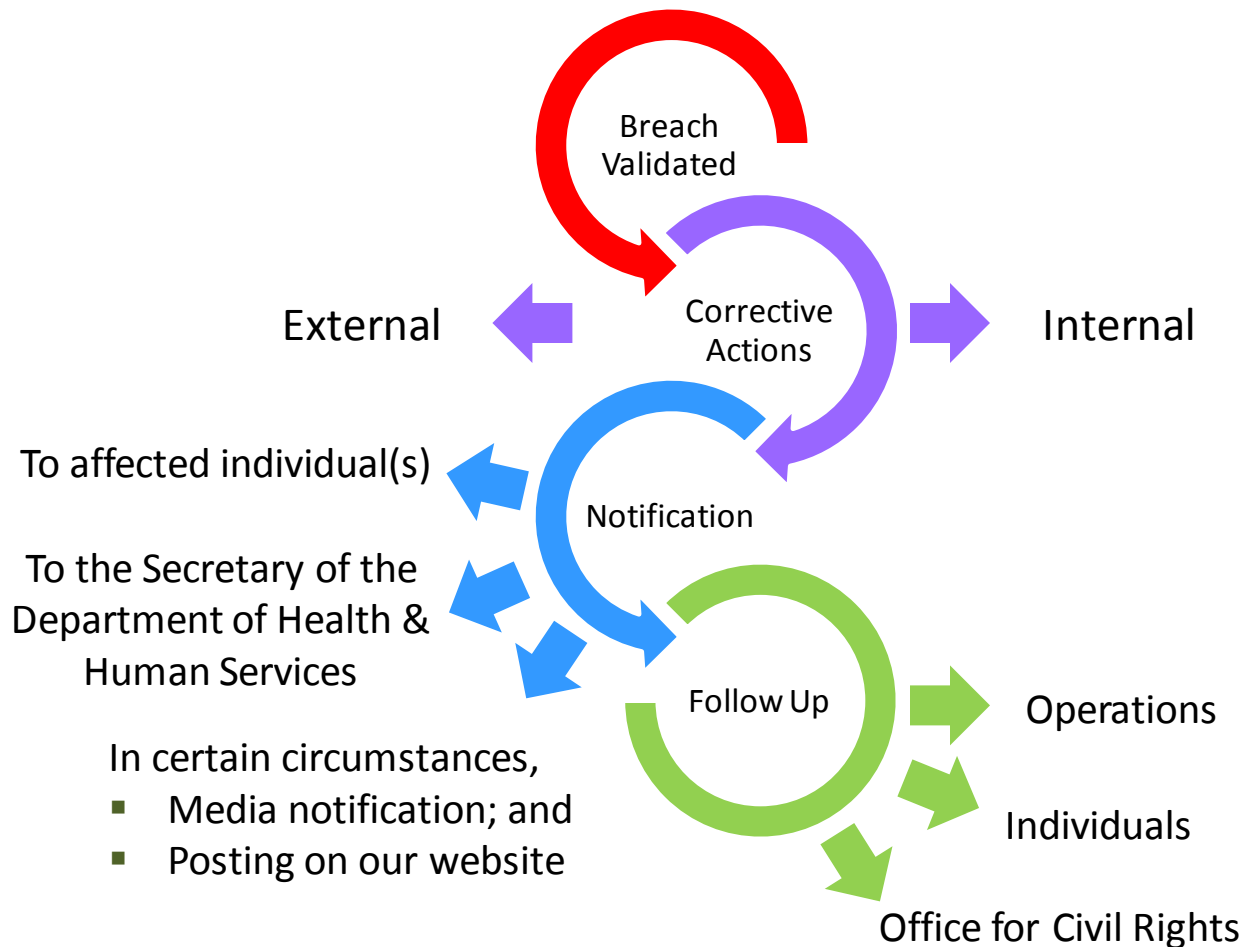 Breach
Validated
External
Corrective
Actions
Internal
To affected individual(s)
Notification
To the Secretary of the
Department of Health &
Human Services
In certain circumstances,
▪ Media notification; and
▪ Posting on our website
Follow Up
Operations
Individuals
Office for Civil Rights